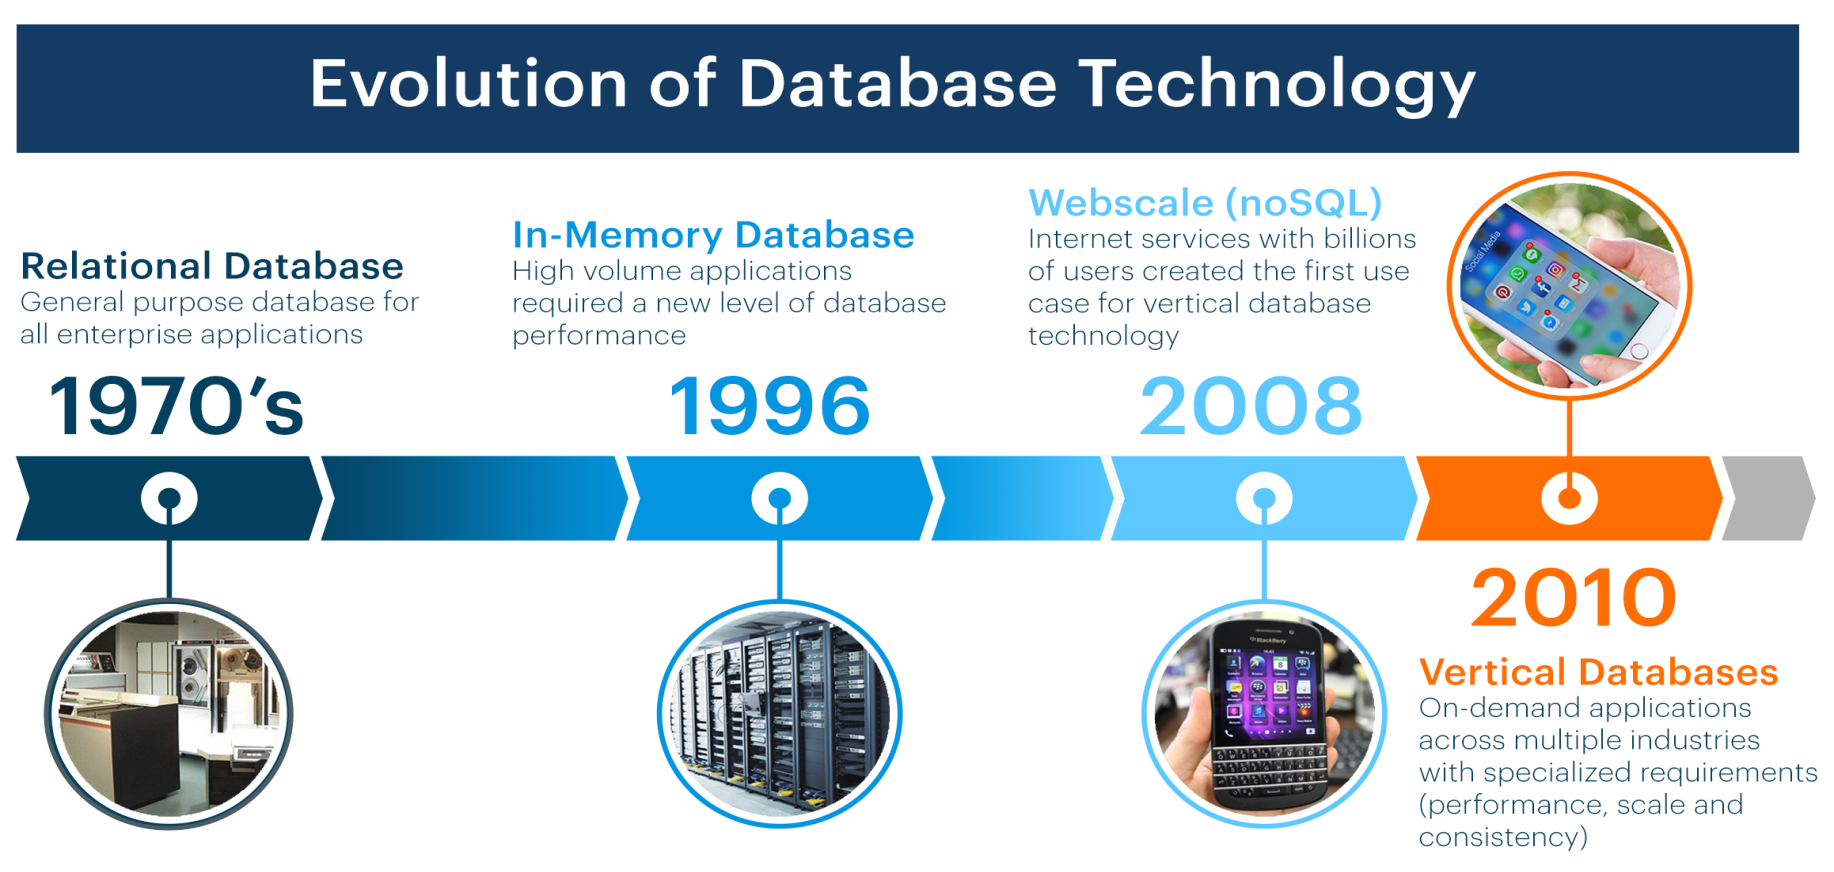 Evolution of Database Technology
Relational Database
General purpose database for
all enterprise applications
1970’s
In-Memory Database
High volume applications
required a new level of database
performance
1996
Webscale (noSQL)
Internet services with billions
of users created the first use
case for vertical database
technology
2008
Social Media
BlackBerry
2010
Vertical Databases
On-demand applications
across multiple industries
with specialized requirements
(performance, scale and
consistency)